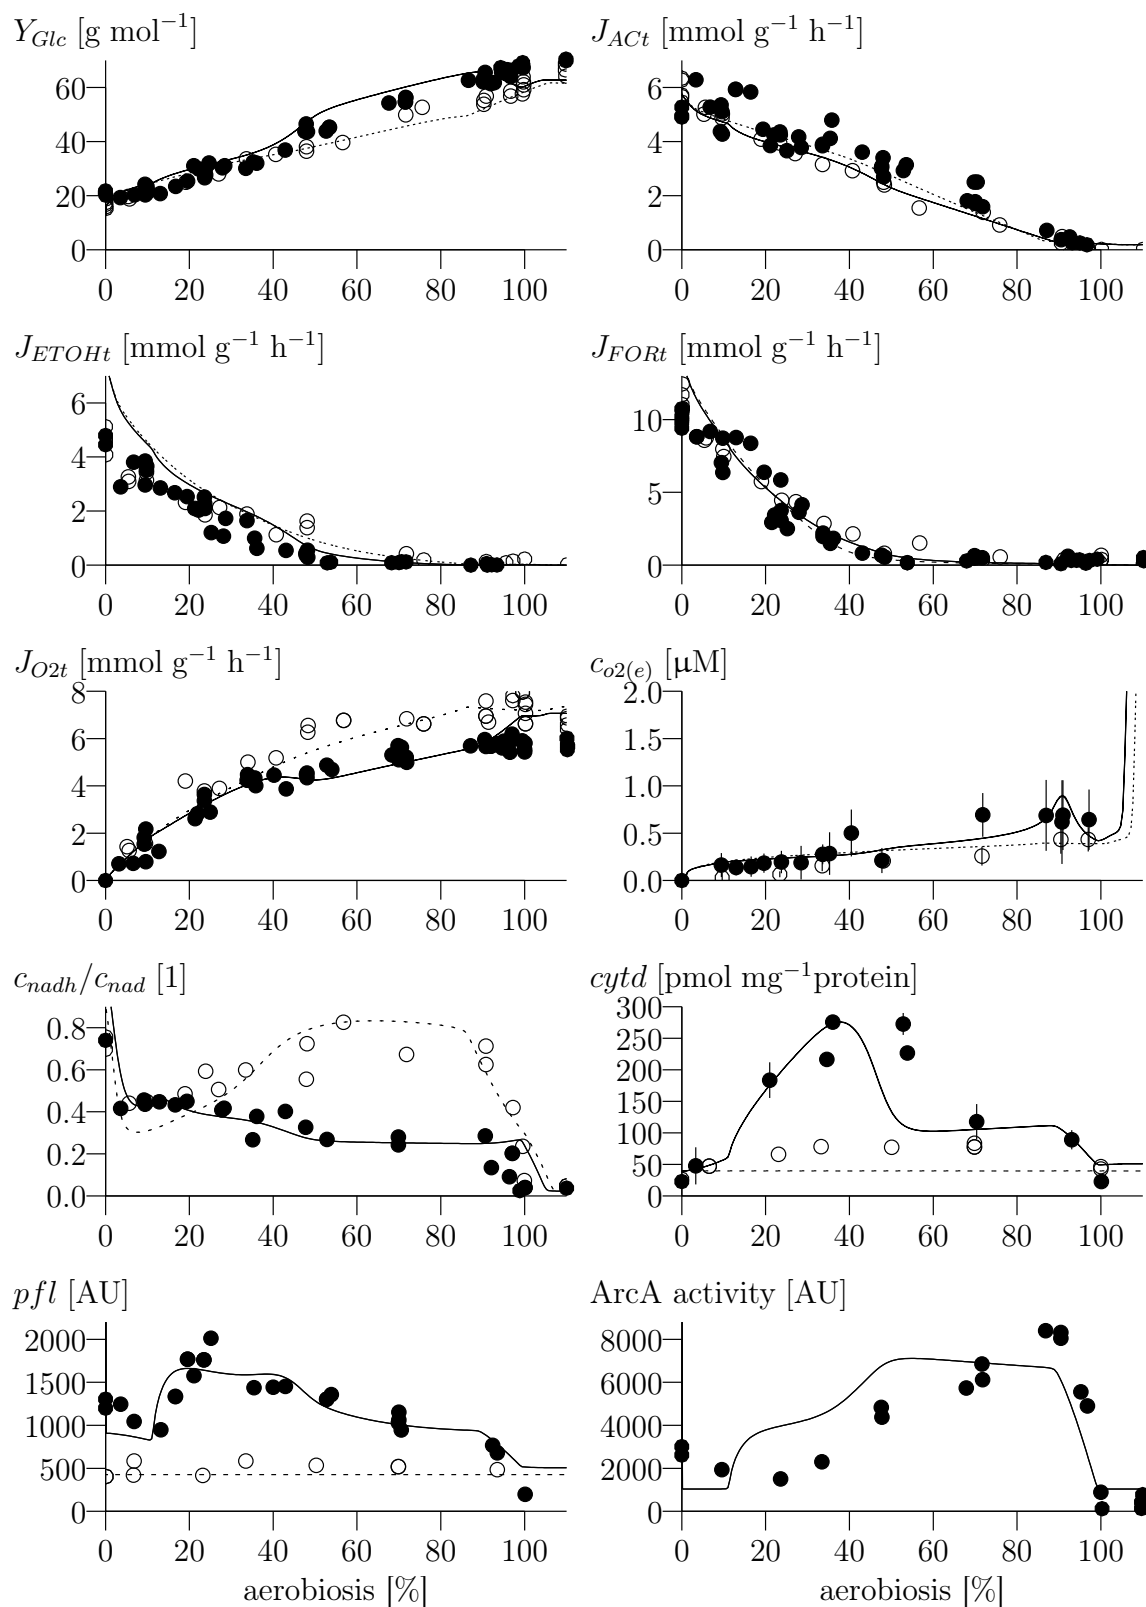 Y_Glc [g mol⁻¹]
60
40
20
0
0 20 40 60 80 100
J_ACt [mmol g⁻¹ h⁻¹]
6
4
2
0
0 20 40 60 80 100
J_ETOHt [mmol g⁻¹ h⁻¹]
6
4
2
0
0 20 40 60 80 100
J_FORt [mmol g⁻¹ h⁻¹]
10
5
0
0 20 40 60 80 100
J_O2t [mmol g⁻¹ h⁻¹]
8
6
4
2
0
0 20 40 60 80 100
c_o2(e) [µM]
2.0
1.5
1.0
0.5
0.0
0 20 40 60 80 100
c_nadh/c_nad [1]
0.8
0.6
0.4
0.2
0.0
0 20 40 60 80 100
cytd [pmol mg⁻¹protein]
300
250
200
150
100
50
0
0 20 40 60 80 100
pfl [AU]
2000
1500
1000
500
0
0 20 40 60 80 100
aerobiosis [%]
ArcA activity [AU]
8000
6000
4000
2000
0
0 20 40 60 80 100
aerobiosis [%]